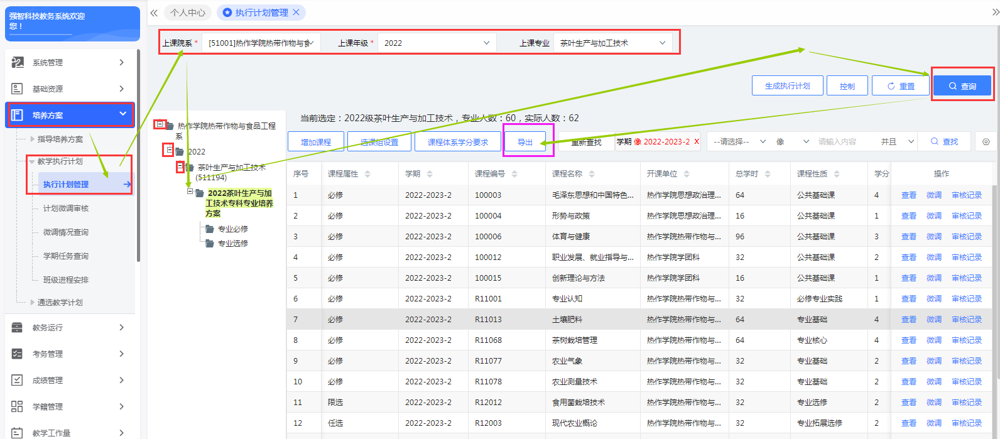 强智科技教务系统欢迎
您！
系统管理
基础资源
培养方案
指导培养方案
教学执行计划
执行计划管理
计划微调审核
微调情况查询
学期任务查询
班级进程安排
通选教学计划
教务运行
考务管理
成绩管理
学籍管理
教学工作量
个人中心
执行计划管理
上课院系 * [51001]热作学院热带作物与食 上课年级 * 2022 上课专业 茶叶生产与加工技术
生成执行计划 控制 重置 查询
热作学院热带作物与食品工程
系
2022
茶叶生产与加工技术
(511194)
2022茶叶生产与加
工技术专科专业培养
方案
专业必修
专业选修
当前选定：2022级茶叶生产与加工技术，专业人数：60，实际人数：62
增加课程 选课组设置 课程体系学分要求 导出 重新查找 学期 像 2022-2023-2 X --请选择-- 像 请输入内容 并且 查找
序号 课程属性 学期 课程编号 课程名称 开课单位 总学时 课程性质 学分 操作
1 必修 2022-2023-2 100003 毛泽东思想和中国特色... 热作学院思想政治理... 64 公共基础课 4 查看 微调 审核记录
2 必修 2022-2023-2 100004 形势与政策 热作学院思想政治理... 16 公共基础课 1 查看 微调 审核记录
3 必修 2022-2023-2 100006 体育与健康 热作学院热带作物与... 96 公共基础课 3 查看 微调 审核记录
4 必修 2022-2023-2 100012 职业发展、就业指导与... 热作学院学团科 32 公共基础课 2 查看 微调 审核记录
5 必修 2022-2023-2 100015 创新理论与方法 热作学院学团科 16 公共基础课 1 查看 微调 审核记录
6 必修 2022-2023-2 R11001 专业认知 热作学院热带作物与... 32 必修专业实践 1 查看 微调 审核记录
7 必修 2022-2023-2 R11013 土壤肥料 热作学院热带作物与... 64 专业基础 4 查看 微调 审核记录
8 必修 2022-2023-2 R11068 茶树栽培管理 热作学院热带作物与... 64 专业核心 4 查看 微调 审核记录
9 必修 2022-2023-2 R11077 农业气象 热作学院热带作物与... 32 专业基础 2 查看 微调 审核记录
10 必修 2022-2023-2 R11078 农业测量技术 热作学院热带作物与... 32 专业基础 2 查看 微调 审核记录
11 限选 2022-2023-2 R12012 食用菌栽培技术 热作学院热带作物与... 32 专业选修 2 查看 微调 审核记录
12 任选 2022-2023-2 R12003 现代农业概论 热作学院热带作物与... 32 专业拓展选修 2 查看 微调 审核记录